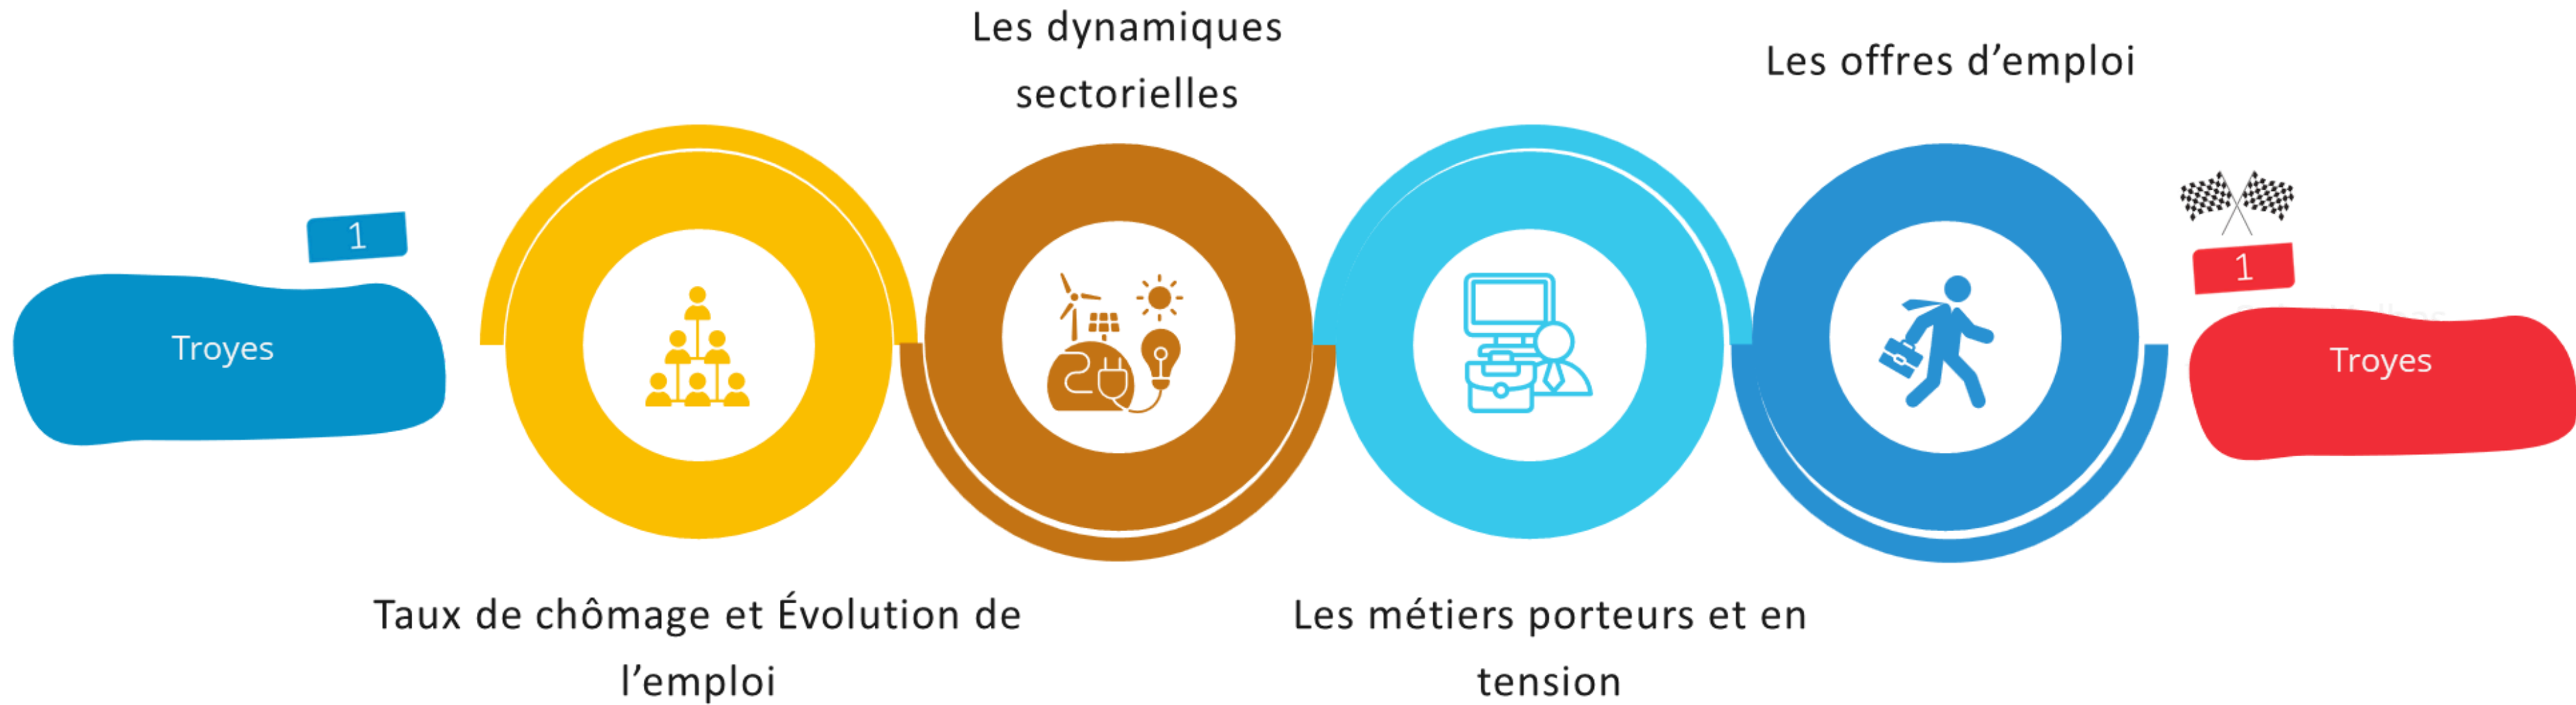 Les dynamiques
sectorielles
Les offres d’emploi
1
Troyes
1
Troyes
Taux de chômage et Évolution de
l’emploi
Les métiers porteurs et en
tension